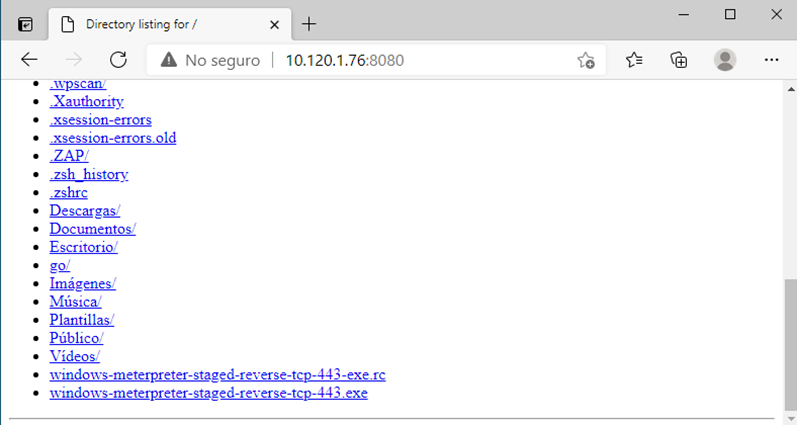 Directory listing for /
No seguro | 10.120.1.76:8080
.wpscan/
.Xauthority
.xsession-errors
.xsession-errors.old
.ZAP/
.zsh_history
.zshrc
Descargas/
Documentos/
Escritorio/
go/
Imágenes/
Música/
Plantillas/
Público/
Vídeos/
windows-meterpreter-staged-reverse-tcp-443-exe.rc
windows-meterpreter-staged-reverse-tcp-443.exe